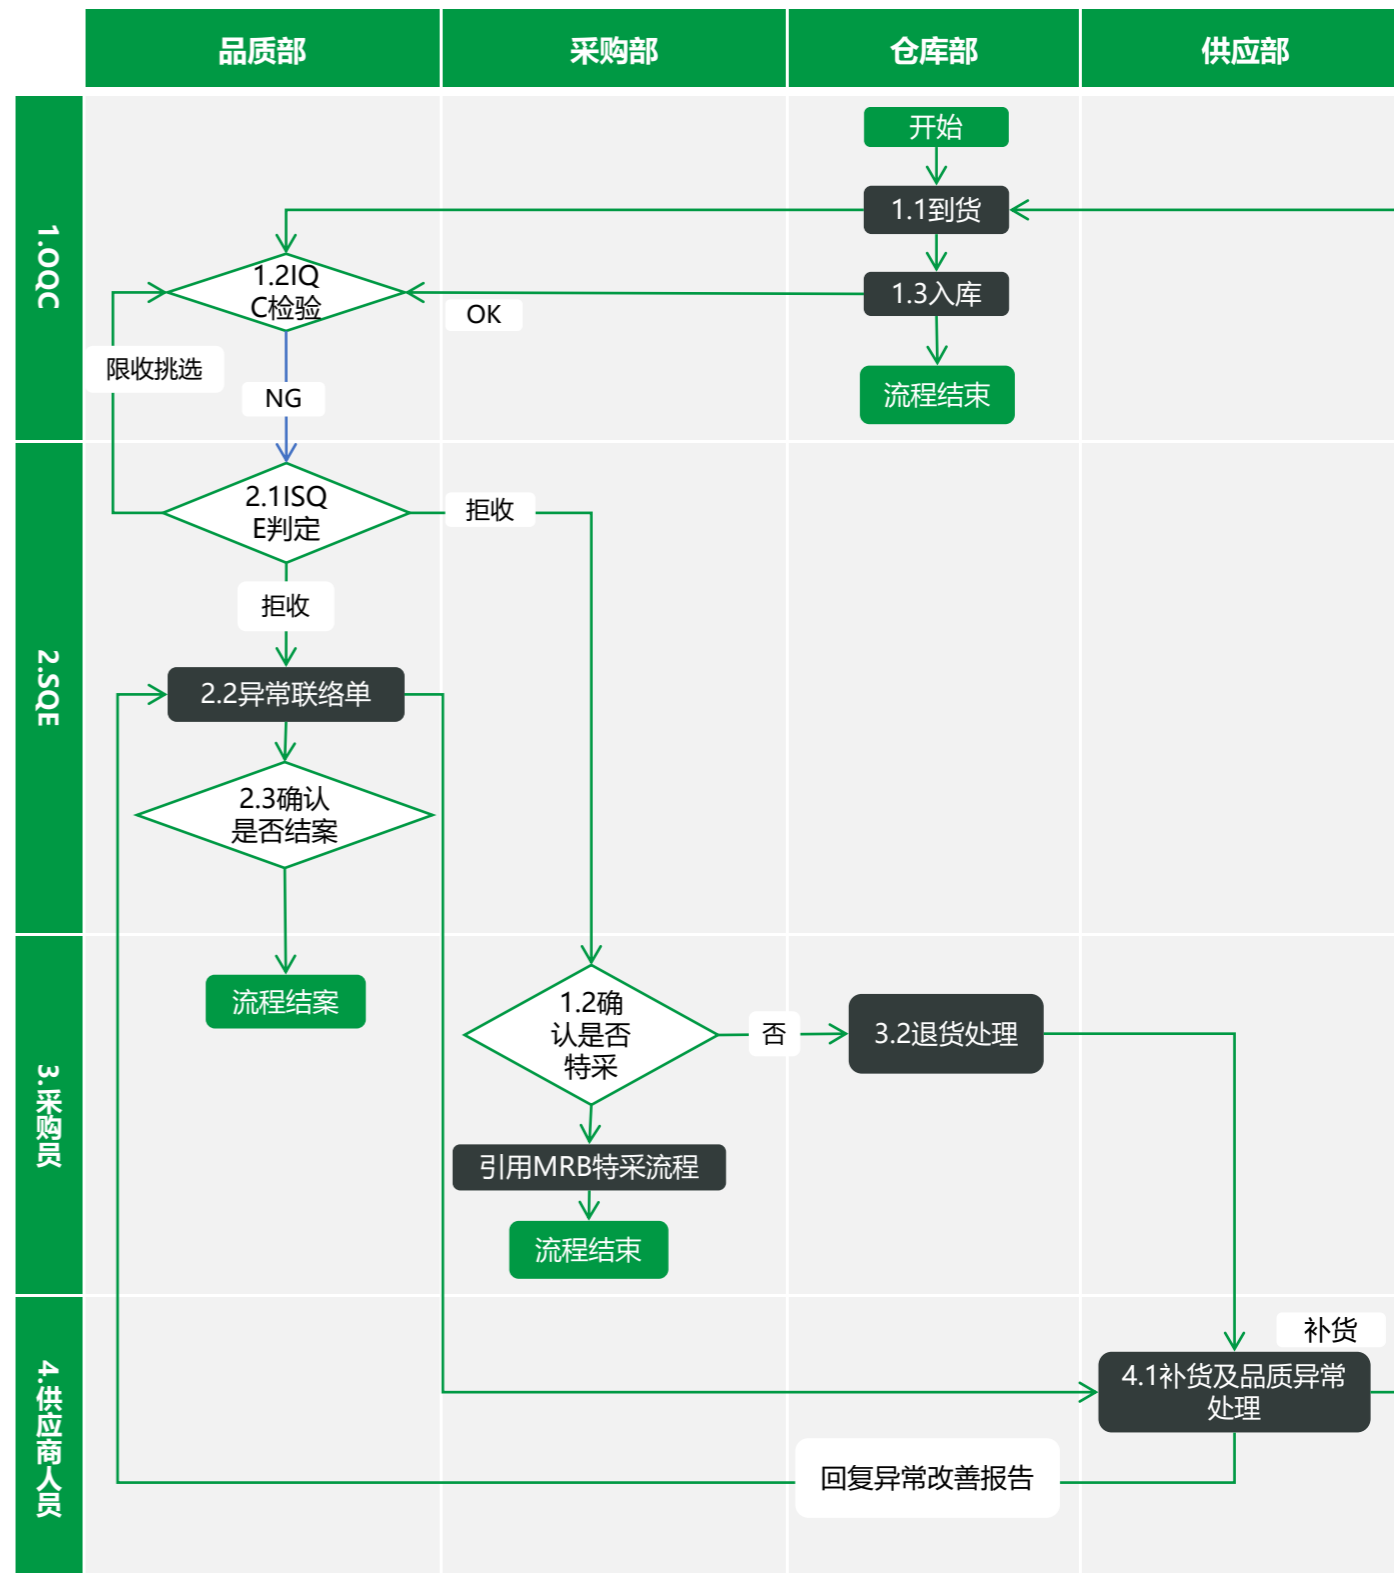 品质部
采购部
仓库部
供应部
1.OQC
开始
1.1到货
1.2IQ
C检验
1.3入库
OK
限收挑选
NG
流程结束
2.SQE
2.1ISQ
E判定
拒收
拒收
2.2异常联络单
2.3确认
是否结案
3.采购员
流程结案
1.2确
认是否
特采
否
3.2退货处理
引用MRB特采流程
流程结束
4.供应商人员
补货
4.1补货及品质异常
处理
回复异常改善报告